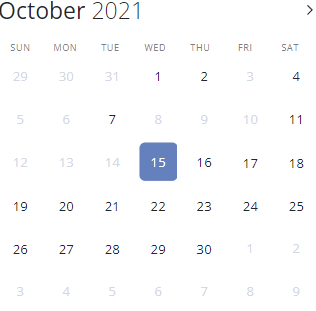 October 2021
SUN MON TUE WED THU FRI SAT
29 30 31 1 2 3 4
5 6 7 8 9 10 11
12 13 14 15 16 17 18
19 20 21 22 23 24 25
26 27 28 29 30 1 2
3 4 5 6 7 8 9